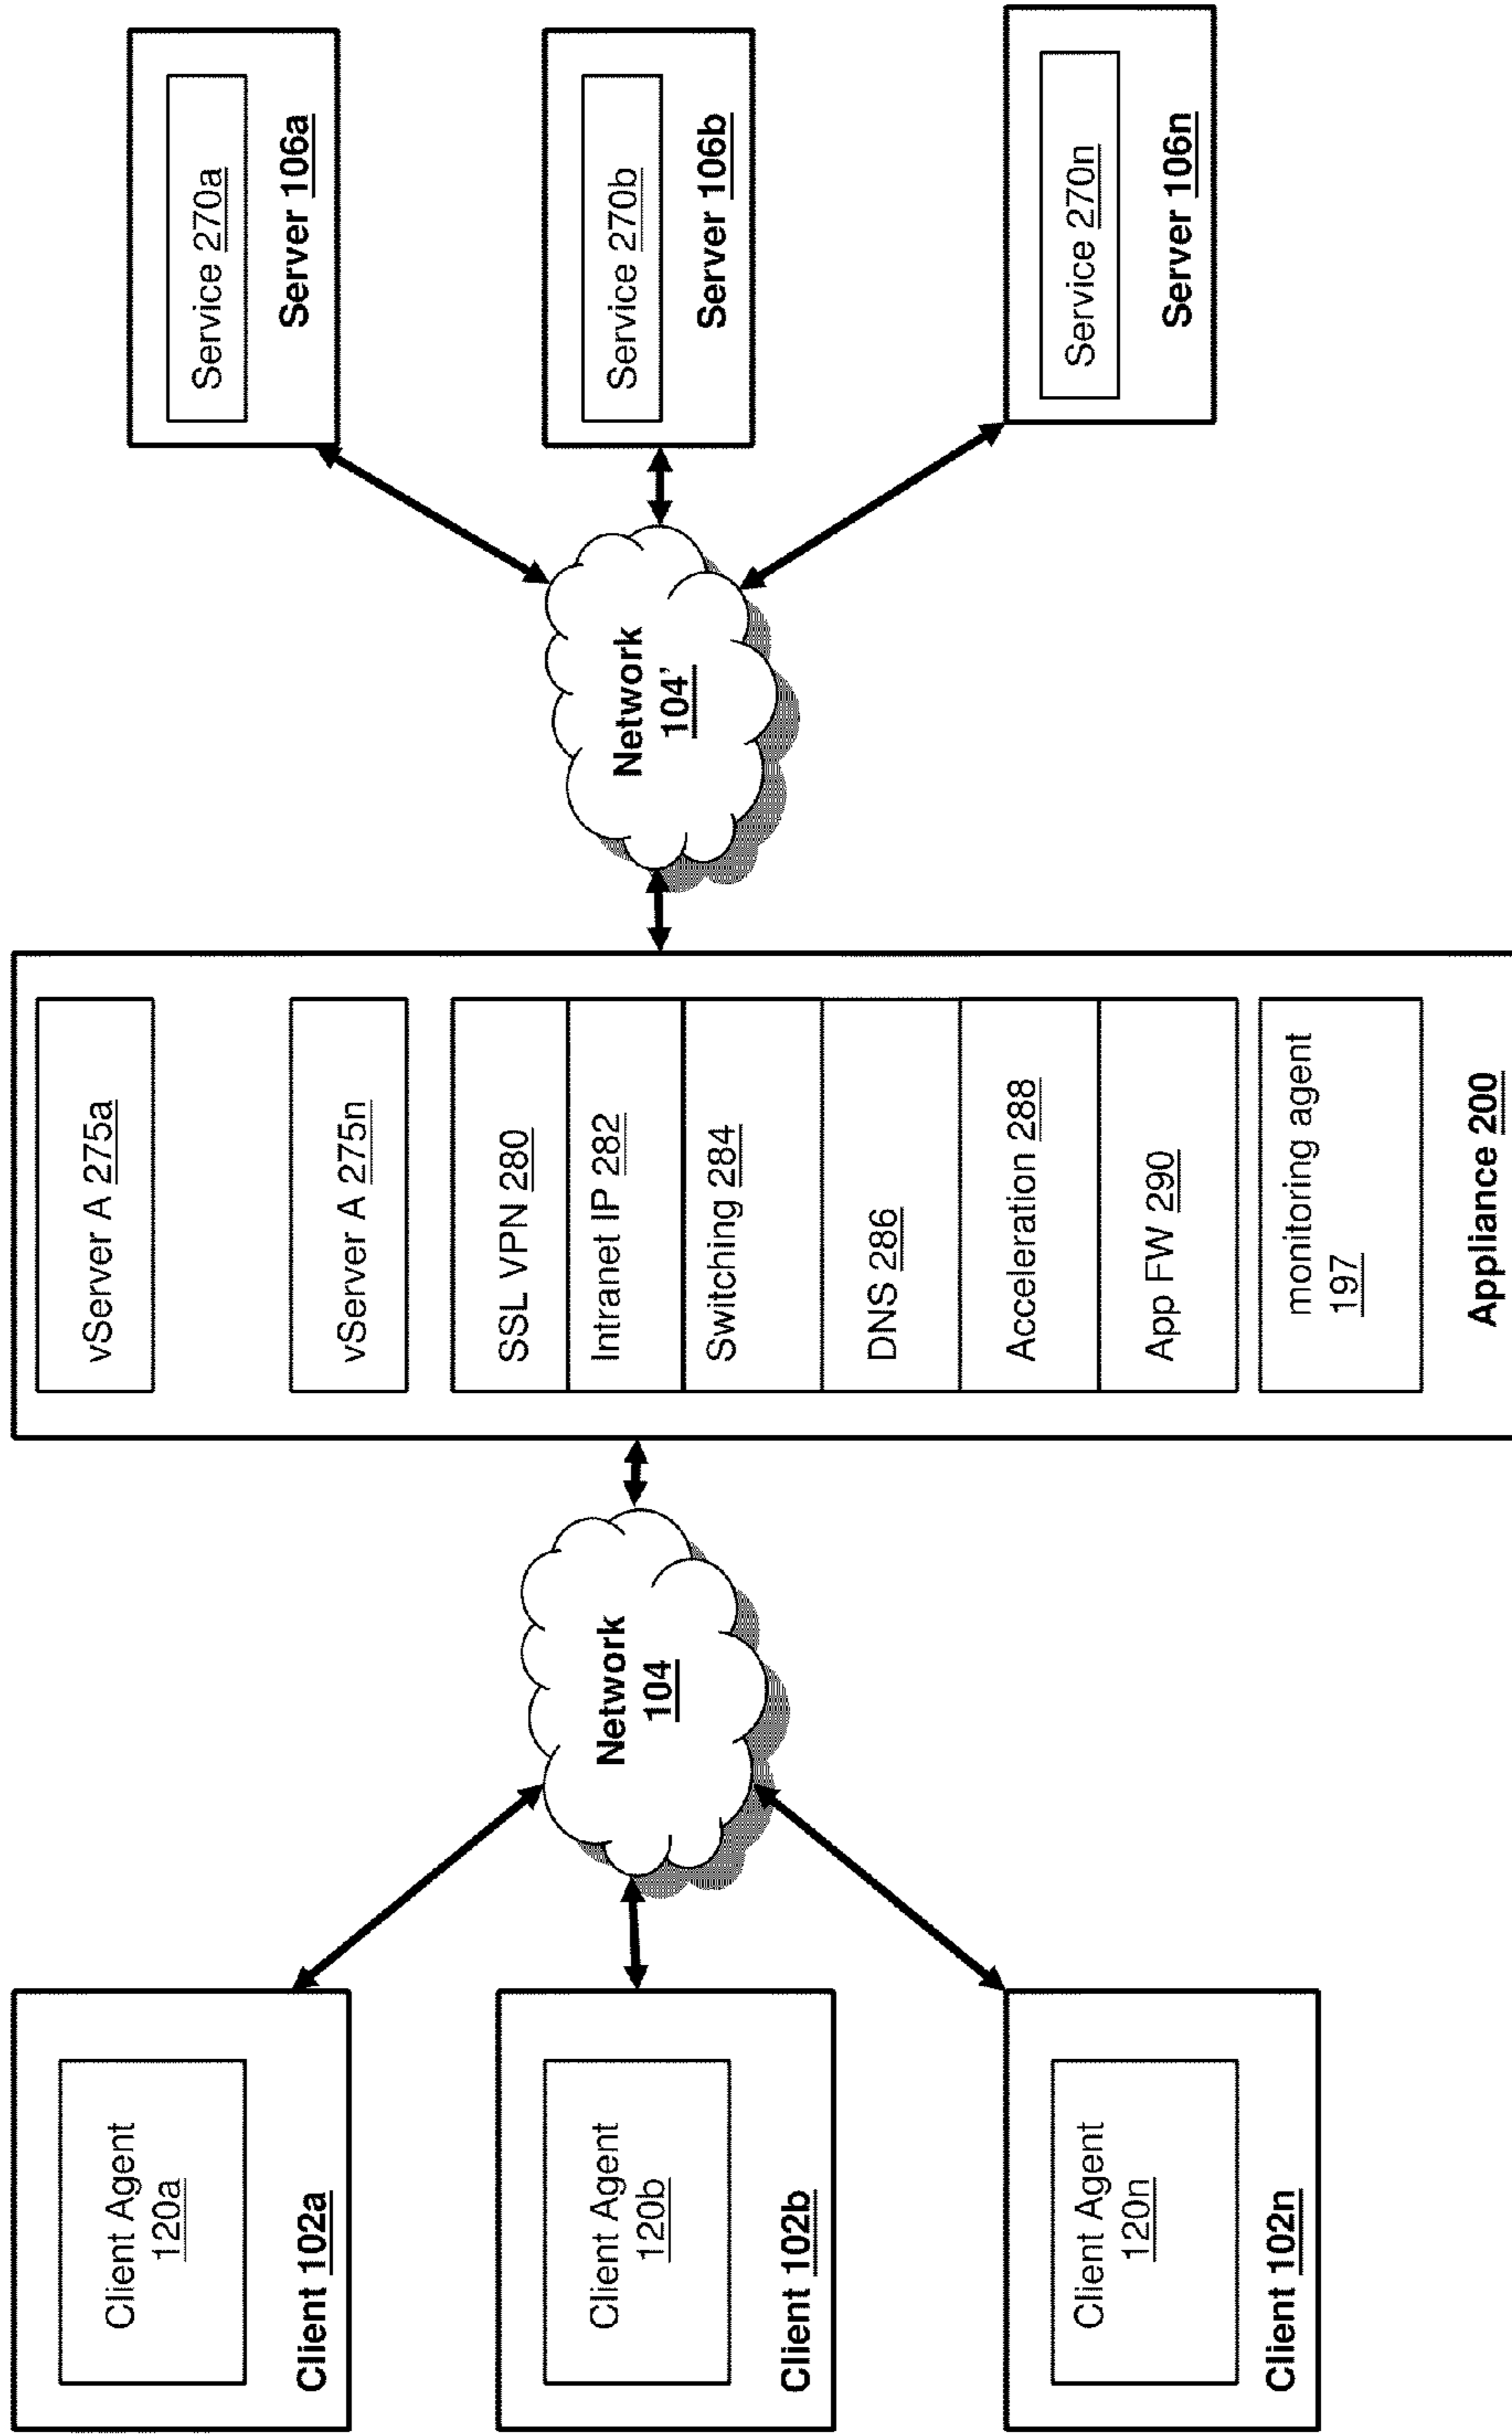 Client Agent
120a
Client 102a
Client Agent
120b
Client 102b
Client Agent
120n
Client 102n
Network
104
vServer A 275a
vServer A 275n
SSL VPN 280
Intranet IP 282
Switching 284
DNS 286
Acceleration 288
App FW 290
monitoring agent
197
Appliance 200
Network
104'
Service 270a
Server 106a
Service 270b
Server 106b
Service 270n
Server 106n